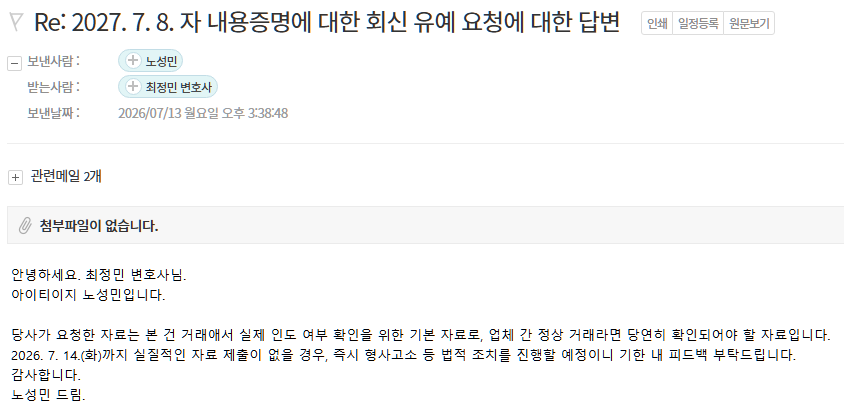 Re: 2027. 7. 8. 자 내용증명에 대한 회신 유예 요청에 대한 답변
인쇄 일정등록 원문보기
보낸사람 : 노성민
받는사람 : 최정민 변호사
보낸날짜 : 2026/07/13 월요일 오후 3:38:48
관련메일 2개
첨부파일이 없습니다.
안녕하세요. 최정민 변호사님.
아이티이지 노성민입니다.
당사가 요청한 자료는 본 건 거래애서 실제 인도 여부 확인을 위한 기본 자료로, 업체 간 정상 거래라면 당연히 확인되어야 할 자료입니다.
2026. 7. 14.(화)까지 실질적인 자료 제출이 없을 경우, 즉시 형사고소 등 법적 조치를 진행할 예정이니 기한 내 피드백 부탁드립니다.
감사합니다.
노성민 드림.